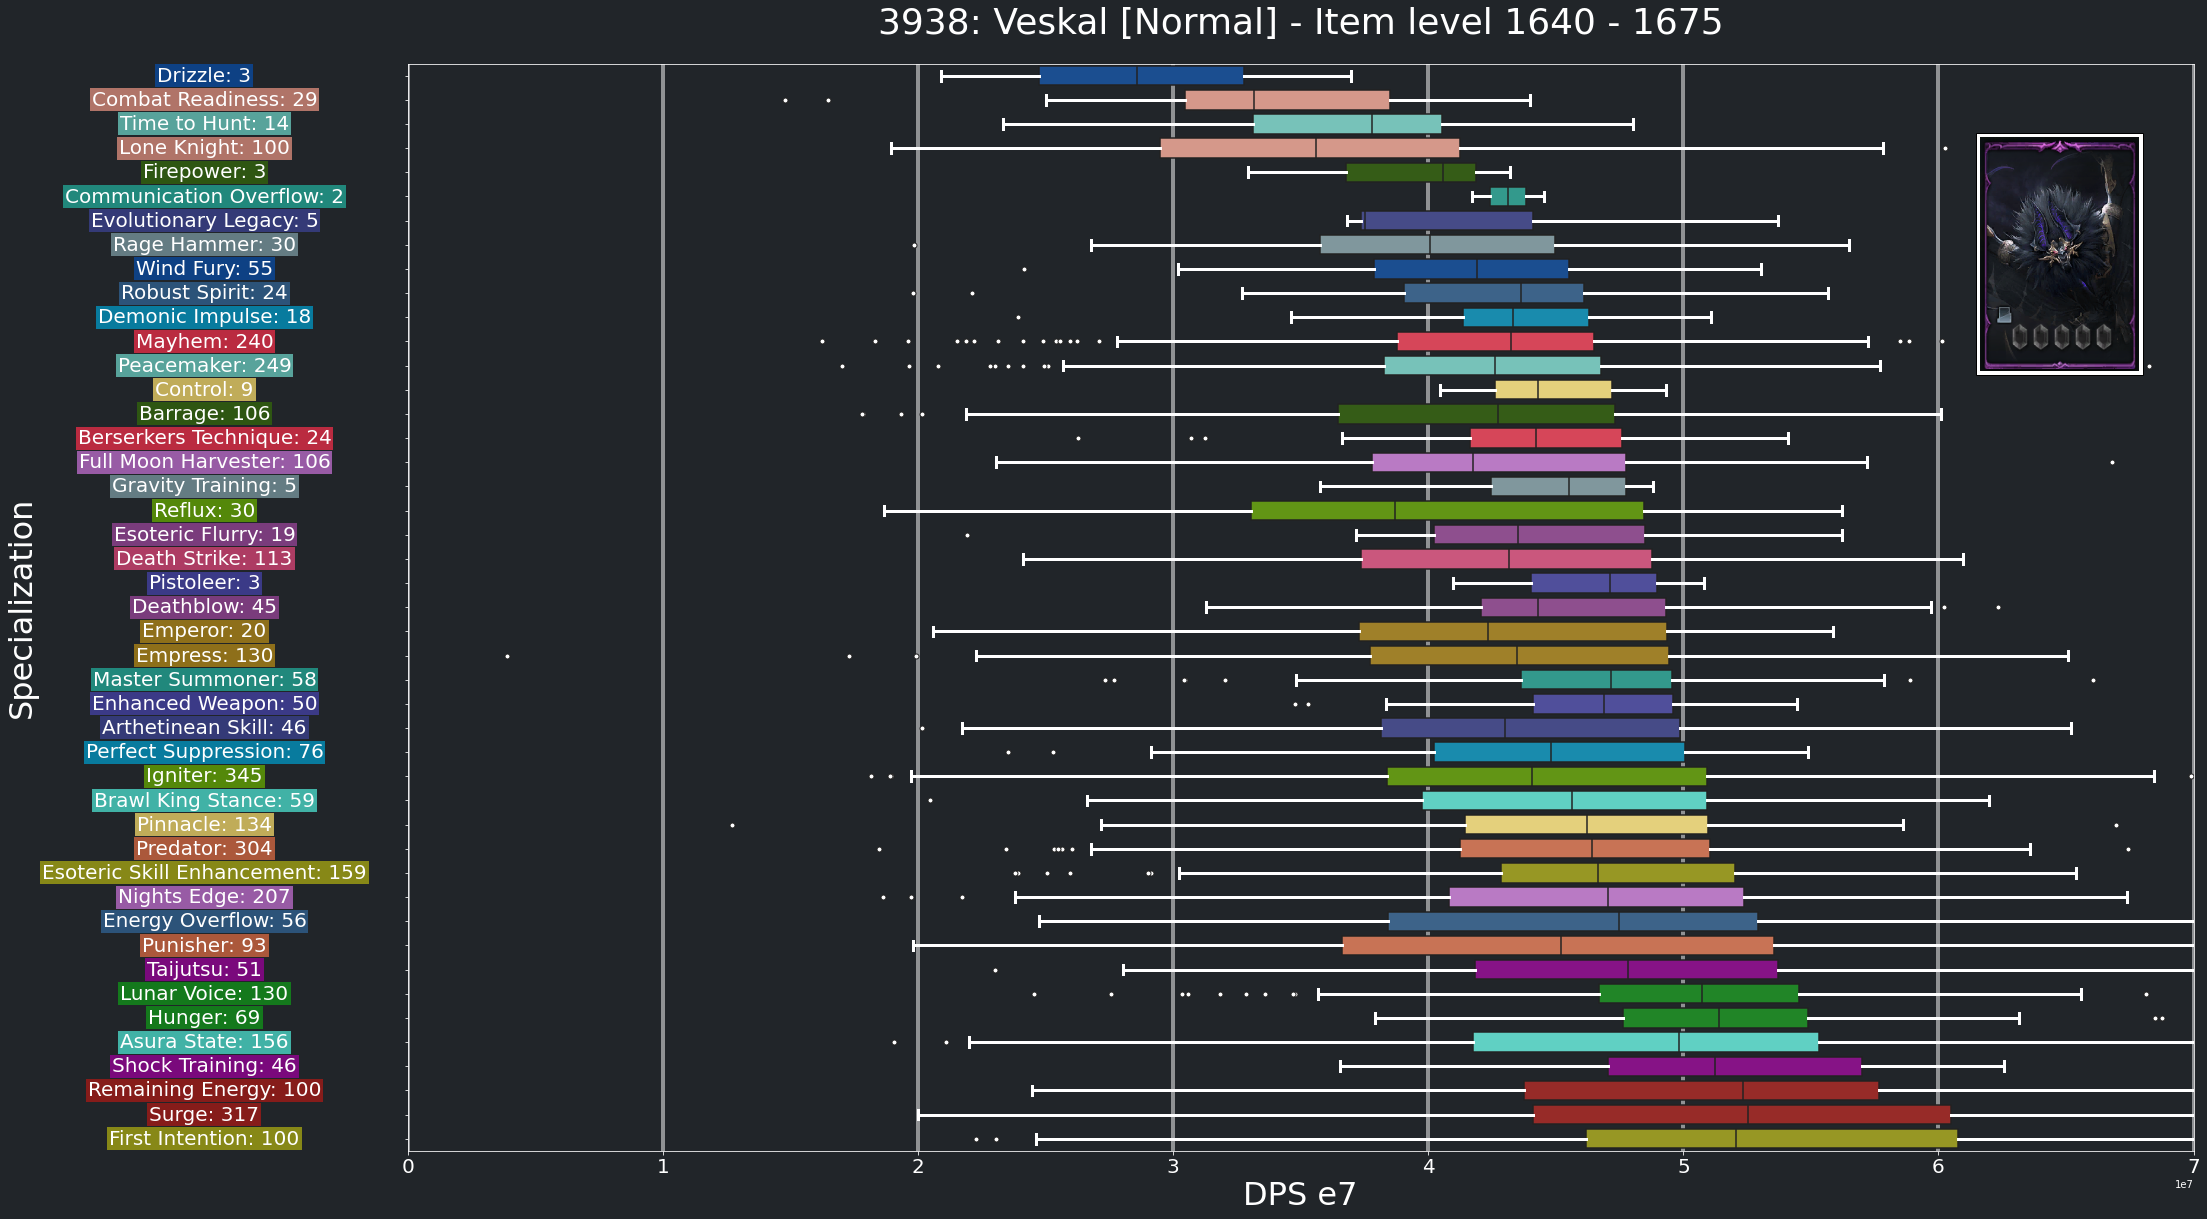 3938: Veskal [Normal] - Item level 1640 - 1675
Specialization
Drizzle: 3
Combat Readiness: 29
Time to Hunt: 14
Lone Knight: 100
Firepower: 3
Communication Overflow: 2
Evolutionary Legacy: 5
Rage Hammer: 30
Wind Fury: 55
Robust Spirit: 24
Demonic Impulse: 18
Mayhem: 240
Peacemaker: 249
Control: 9
Barrage: 106
Berserkers Technique: 24
Full Moon Harvester: 106
Gravity Training: 5
Reflux: 30
Esoteric Flurry: 19
Death Strike: 113
Pistoleer: 3
Deathblow: 45
Emperor: 20
Empress: 130
Master Summoner: 58
Enhanced Weapon: 50
Arthetinean Skill: 46
Perfect Suppression: 76
Igniter: 345
Brawl King Stance: 59
Pinnacle: 134
Predator: 304
Esoteric Skill Enhancement: 159
Nights Edge: 207
Energy Overflow: 56
Punisher: 93
Taijutsu: 51
Lunar Voice: 130
Hunger: 69
Asura State: 156
Shock Training: 46
Remaining Energy: 100
Surge: 317
First Intention: 100
0 1 2 3 4 5 6 7
1e7
DPS e7